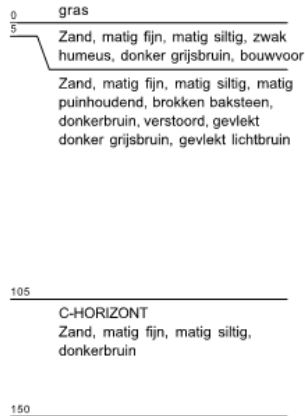 0
gras
5
Zand, matig fijn, matig siltig, zwak
humeus, donker grijsbruin, bouwvoor
Zand, matig fijn, matig siltig, matig
puinhoudend, brokken baksteen,
donkerbruin, verstoord, gevlekt
donker grijsbruin, gevlekt lichtbruin
105
C-HORIZONT
Zand, matig fijn, matig siltig,
donkerbruin
150